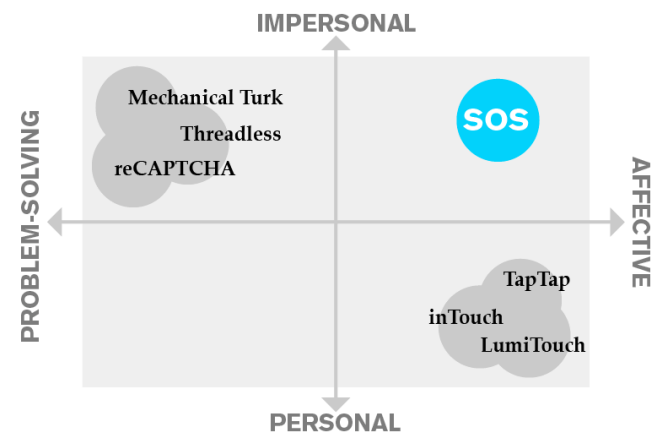 IMPERSONAL
Mechanical Turk
Threadless
reCAPTCHA
SOS
PROBLEM-SOLVING
AFFECTIVE
TapTap
inTouch
LumiTouch
PERSONAL